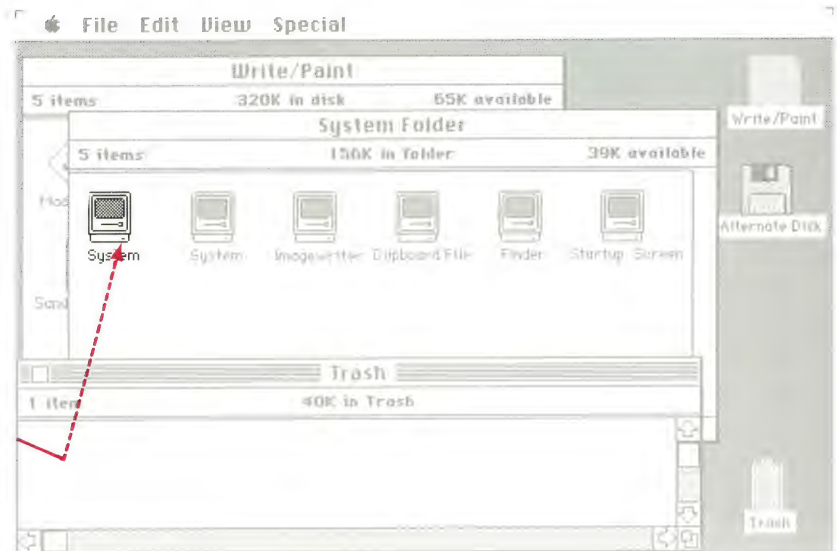 File Edit View Special
Write/Paint
5 items 320K in disk 65K available
System Folder
5 items 156K in folder 39K available
Write/Paint
Alternate Disk
System System Imagewriter Clipboard File Finder Startup Screen
Trash
1 item 40K in Trash
Trash